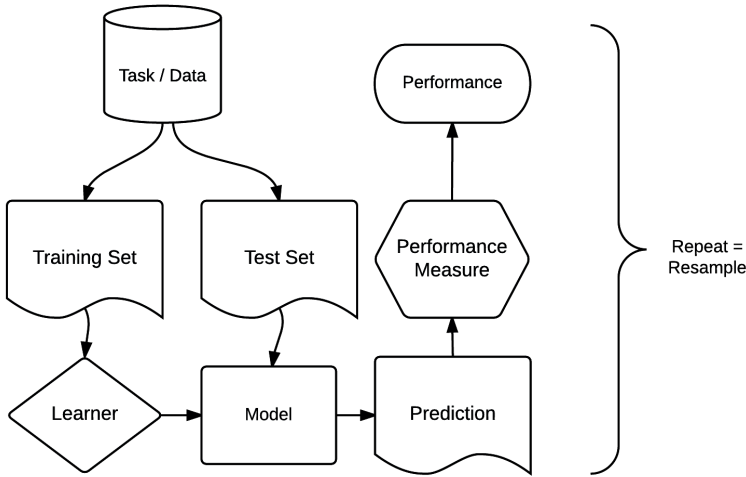 Task / Data
Performance
Training Set
Test Set
Performance
Measure
Repeat =
Resample
Learner
Model
Prediction